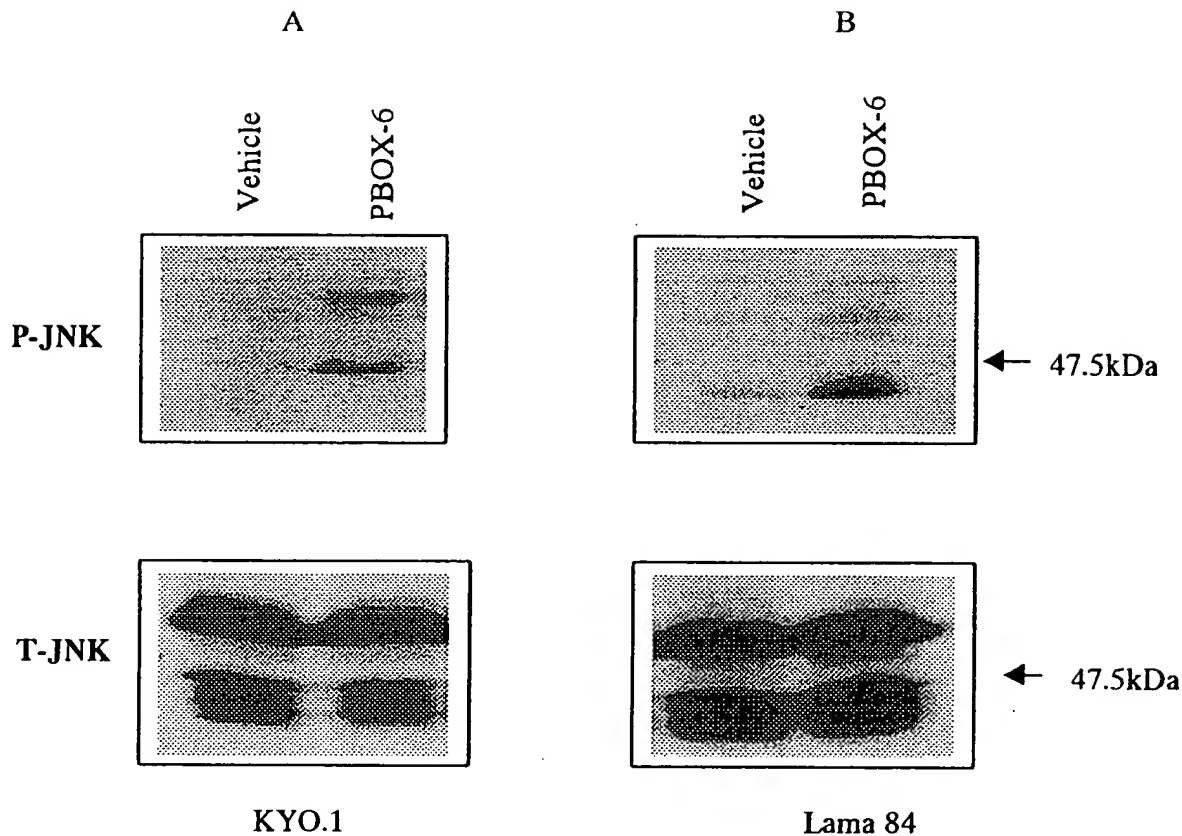 A
B
Vehicle
PBOX-6
Vehicle
PBOX-6
P-JNK
47.5kDa
T-JNK
47.5kDa
KYO.1
Lama 84